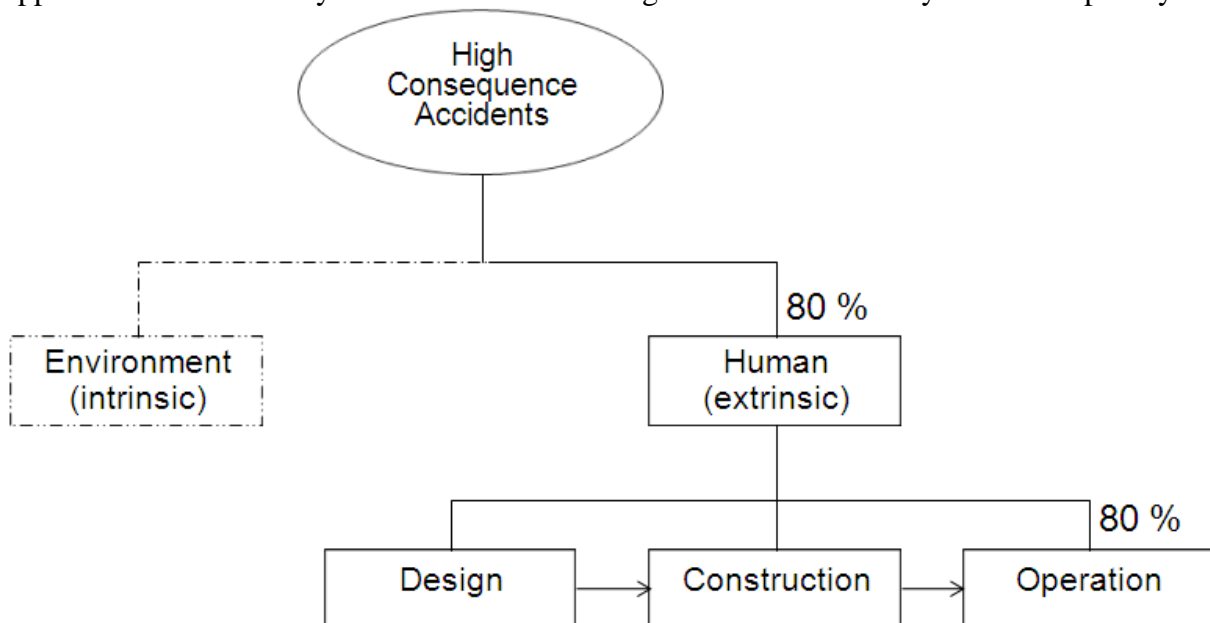 High
Consequence
Accidents
80 %
Environment
(intrinsic)
Human
(extrinsic)
80 %
Design
Construction
Operation